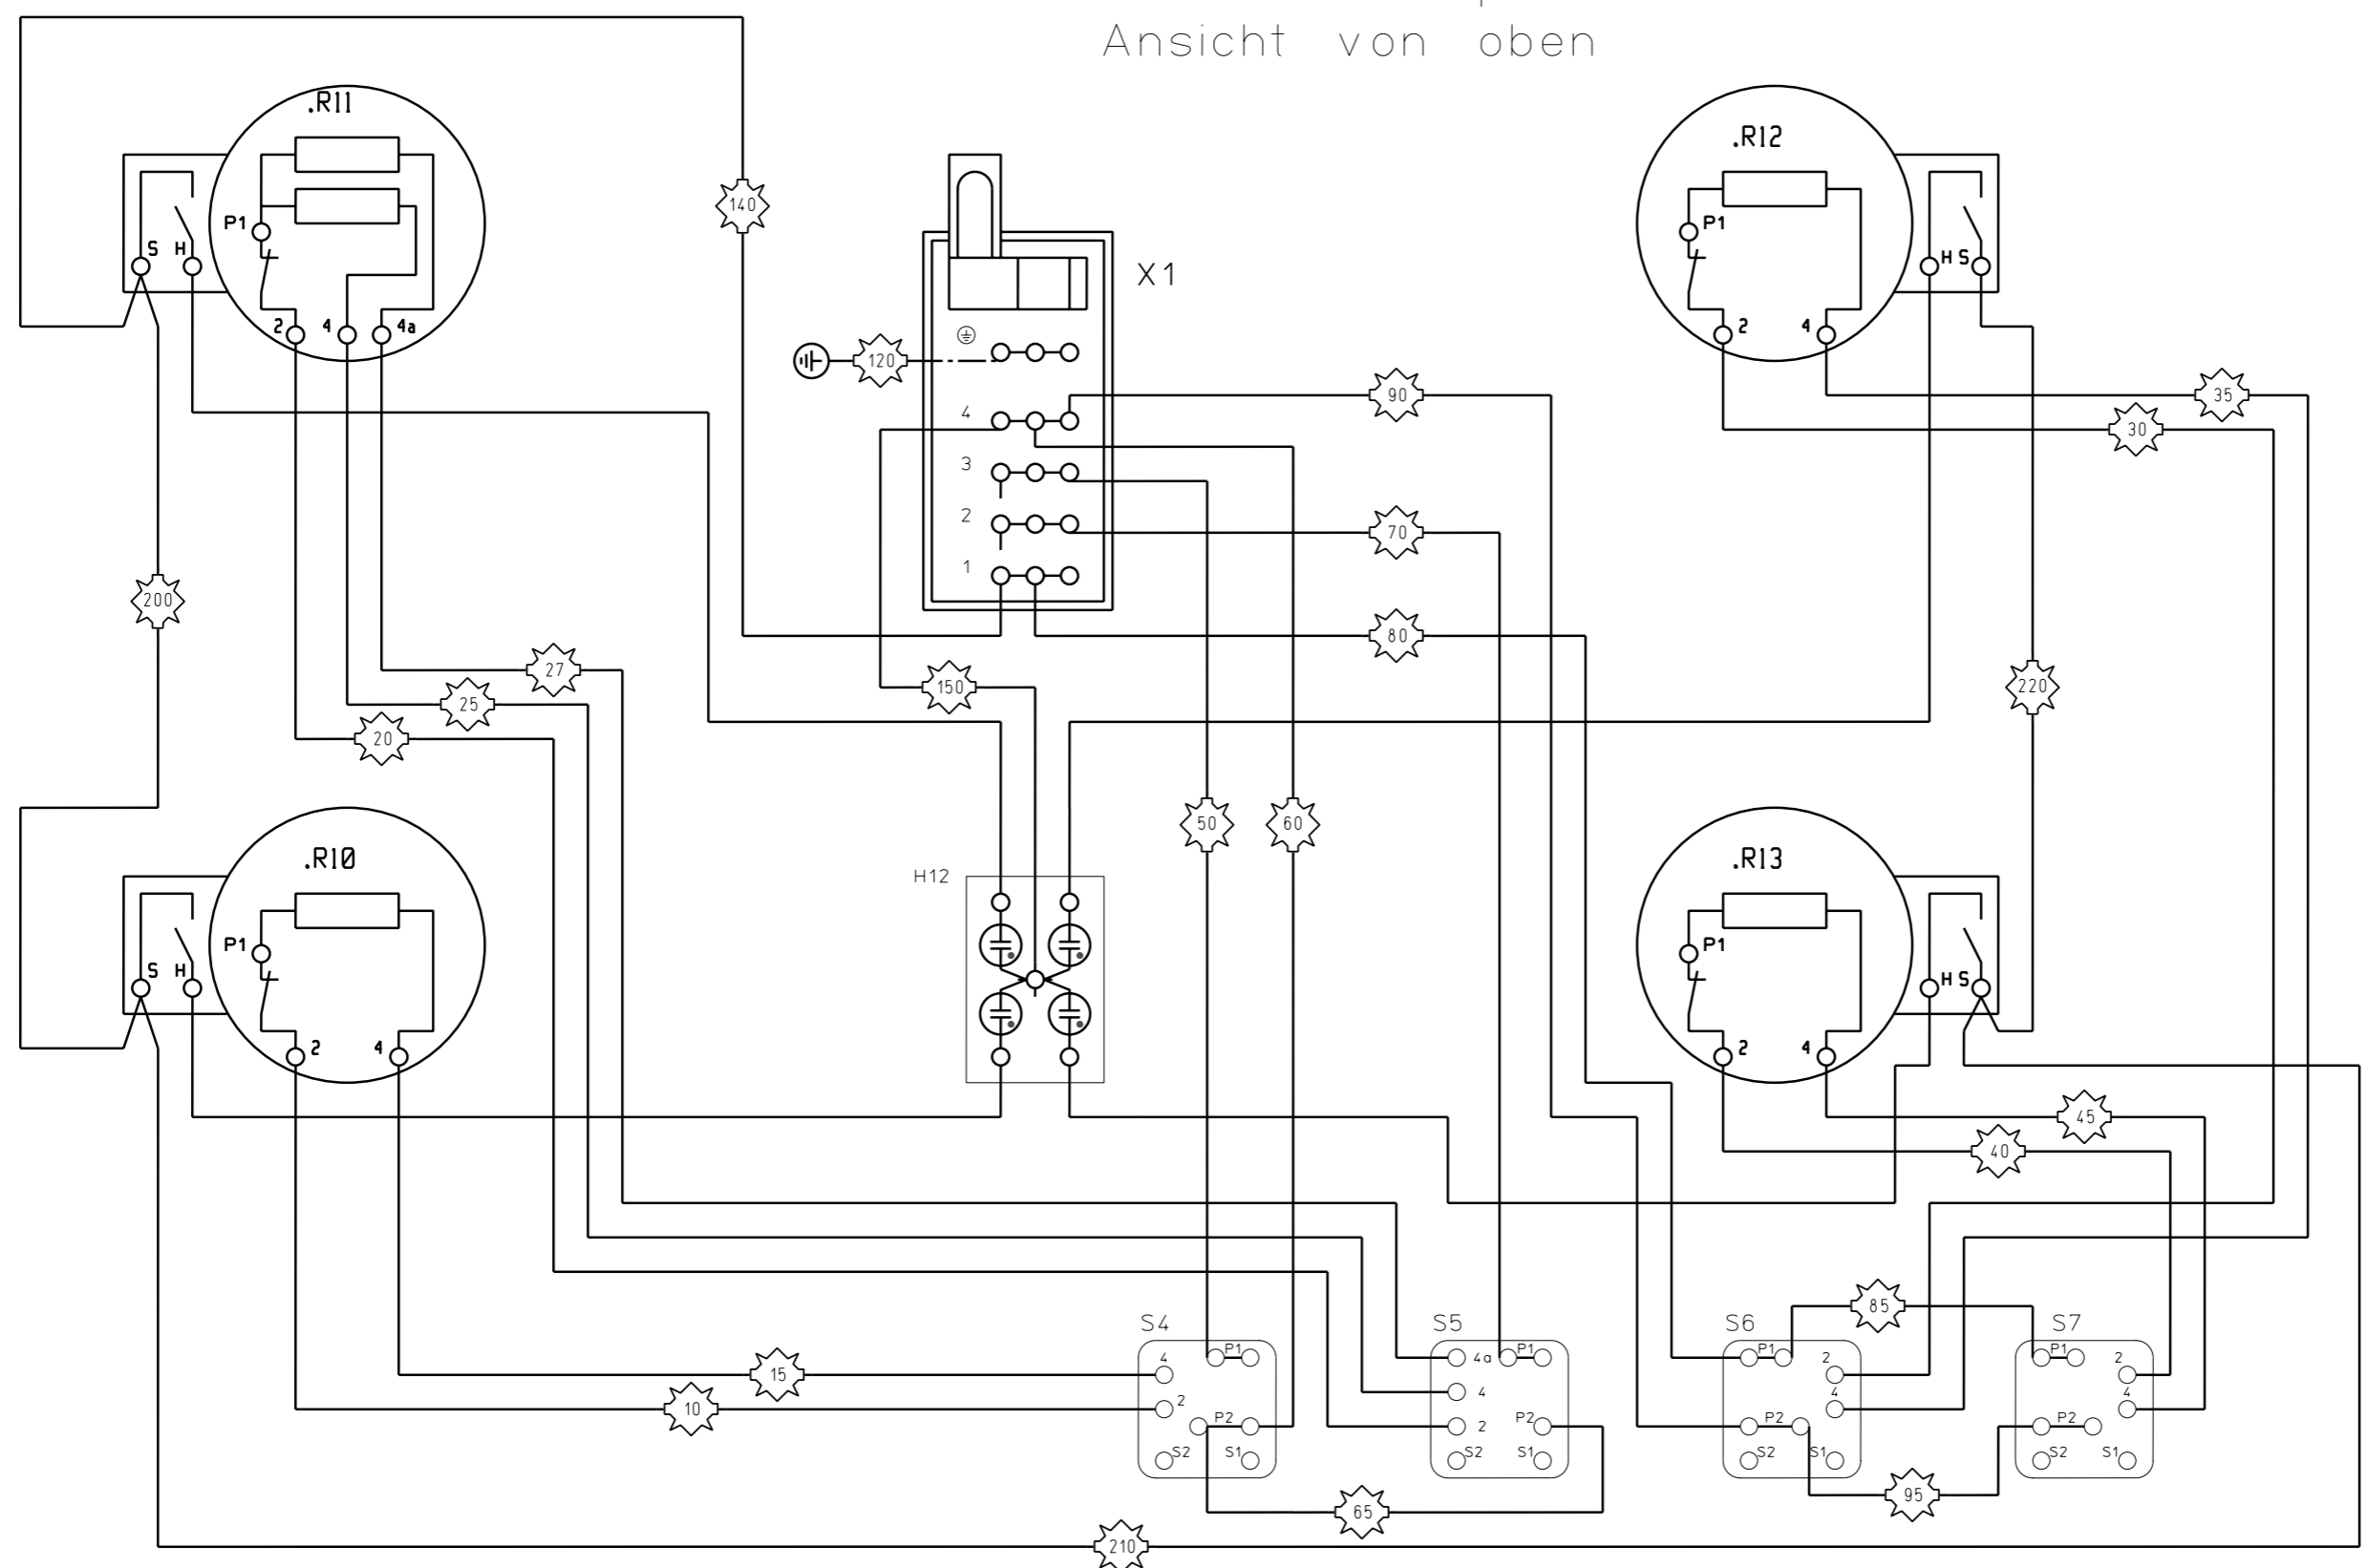 Ansicht von oben
.R11
.R12
140
P1
P1
S H
H S
X1
2 4 4a
2 4
120
4
90
35
30
3
2
70
1
200
80
27
150
220
25
20
50
60
.R10
H12
.R13
P1
P1
S H
H S
2 4
2 4
45
40
85
S4
S5
S6
S7
P1
4a
P1
P1
2
P1
2
4
15
4
4
4
10
2
P2
2
P2
P2
P2
S2
S1
S2
S1
S2
S1
S2
S1
95
65
210